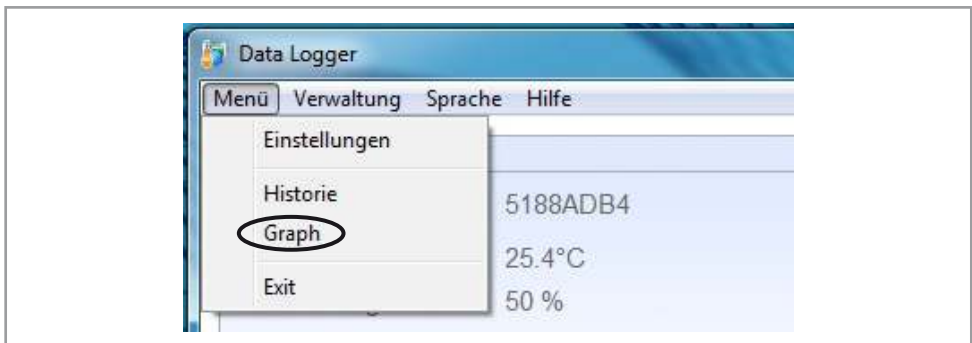 Data Logger
Menü Verwaltung Sprache Hilfe
Einstellungen
Historie
5188ADB4
Graph
25.4°C
Exit
50 %